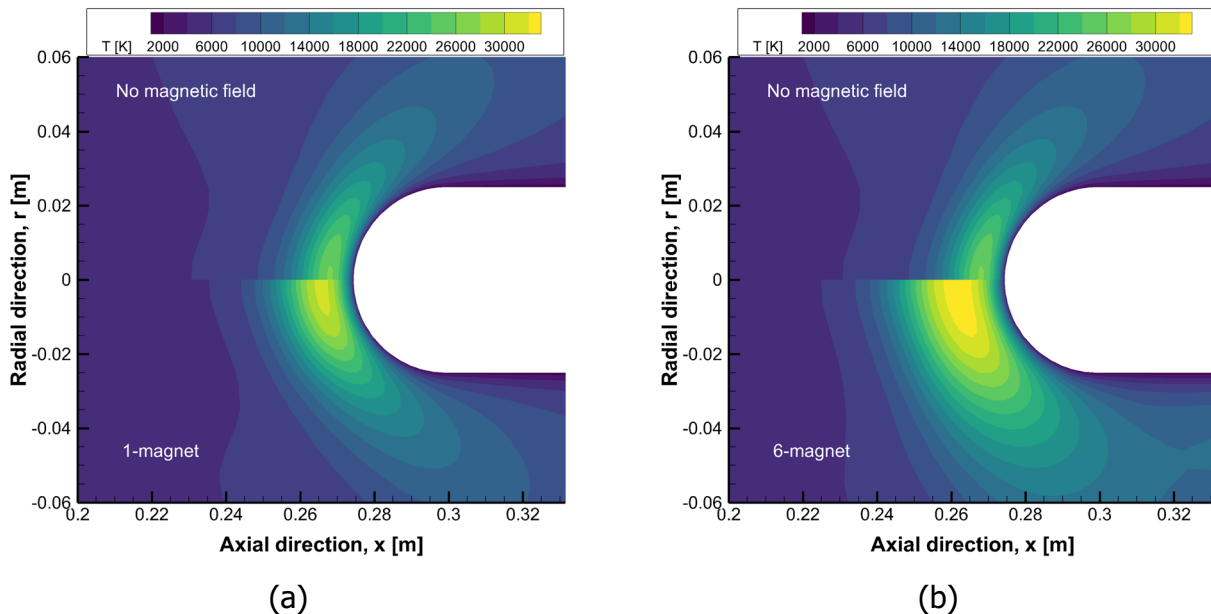 T [K] 2000 6000 10000 14000 18000 22000 26000 30000
0.06
No magnetic field
0.04
0.02
0
-0.02
-0.04
-0.06
Radial direction, r [m]
1-magnet
0.2 0.22 0.24 0.26 0.28 0.3 0.32
Axial direction, x [m]
(a)
T [K] 2000 6000 10000 14000 18000 22000 26000 30000
0.06
No magnetic field
0.04
0.02
0
-0.02
-0.04
-0.06
Radial direction, r [m]
6-magnet
0.2 0.22 0.24 0.26 0.28 0.3 0.32
Axial direction, x [m]
(b)